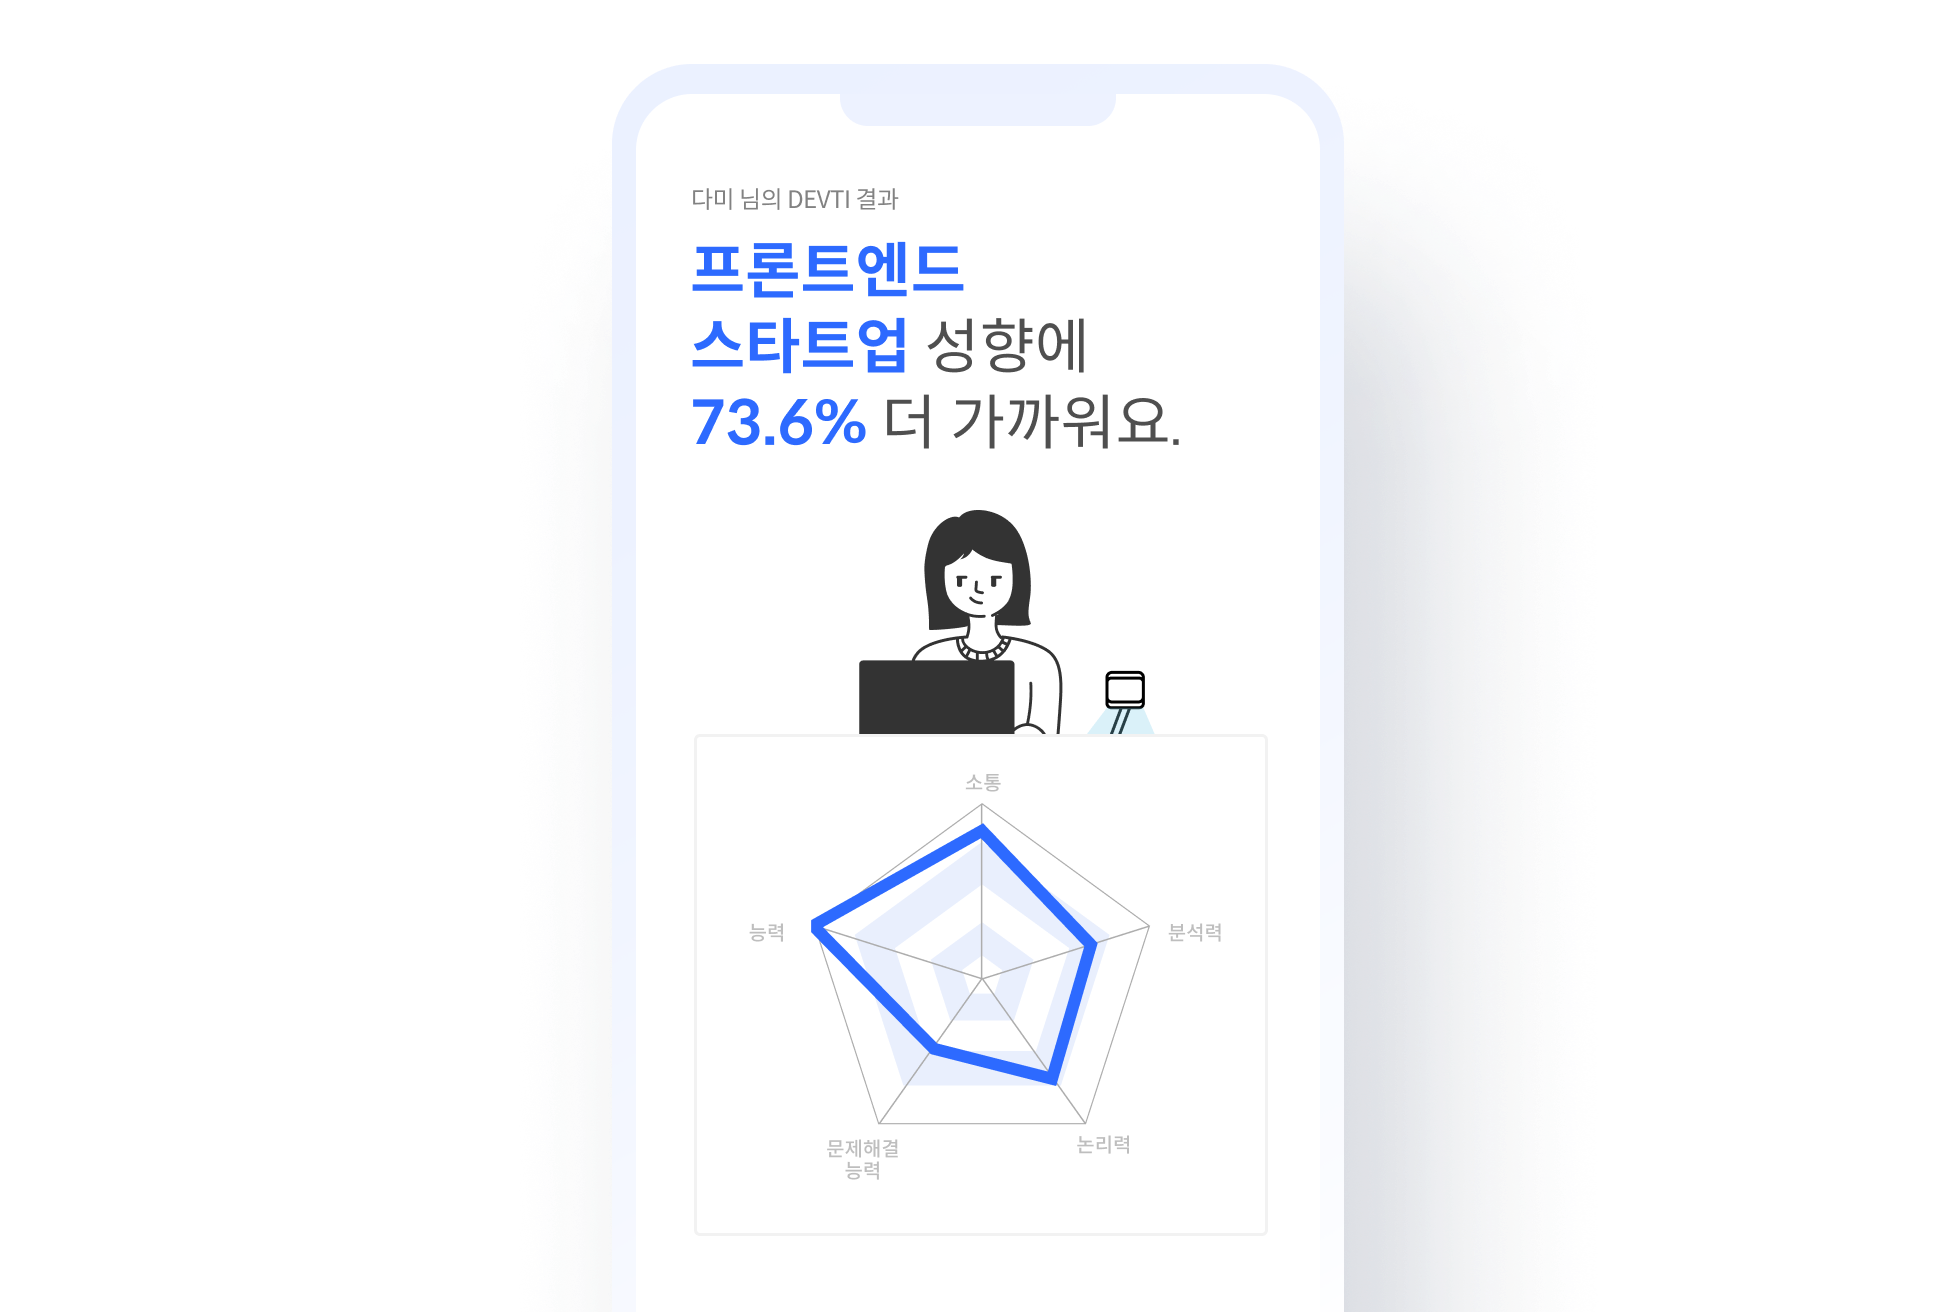 다미 님의 DEVTI 결과
프론트엔드
스타트업 성향에
73.6% 더 가까워요.
소통
능력
분석력
문제해결
능력
논리력